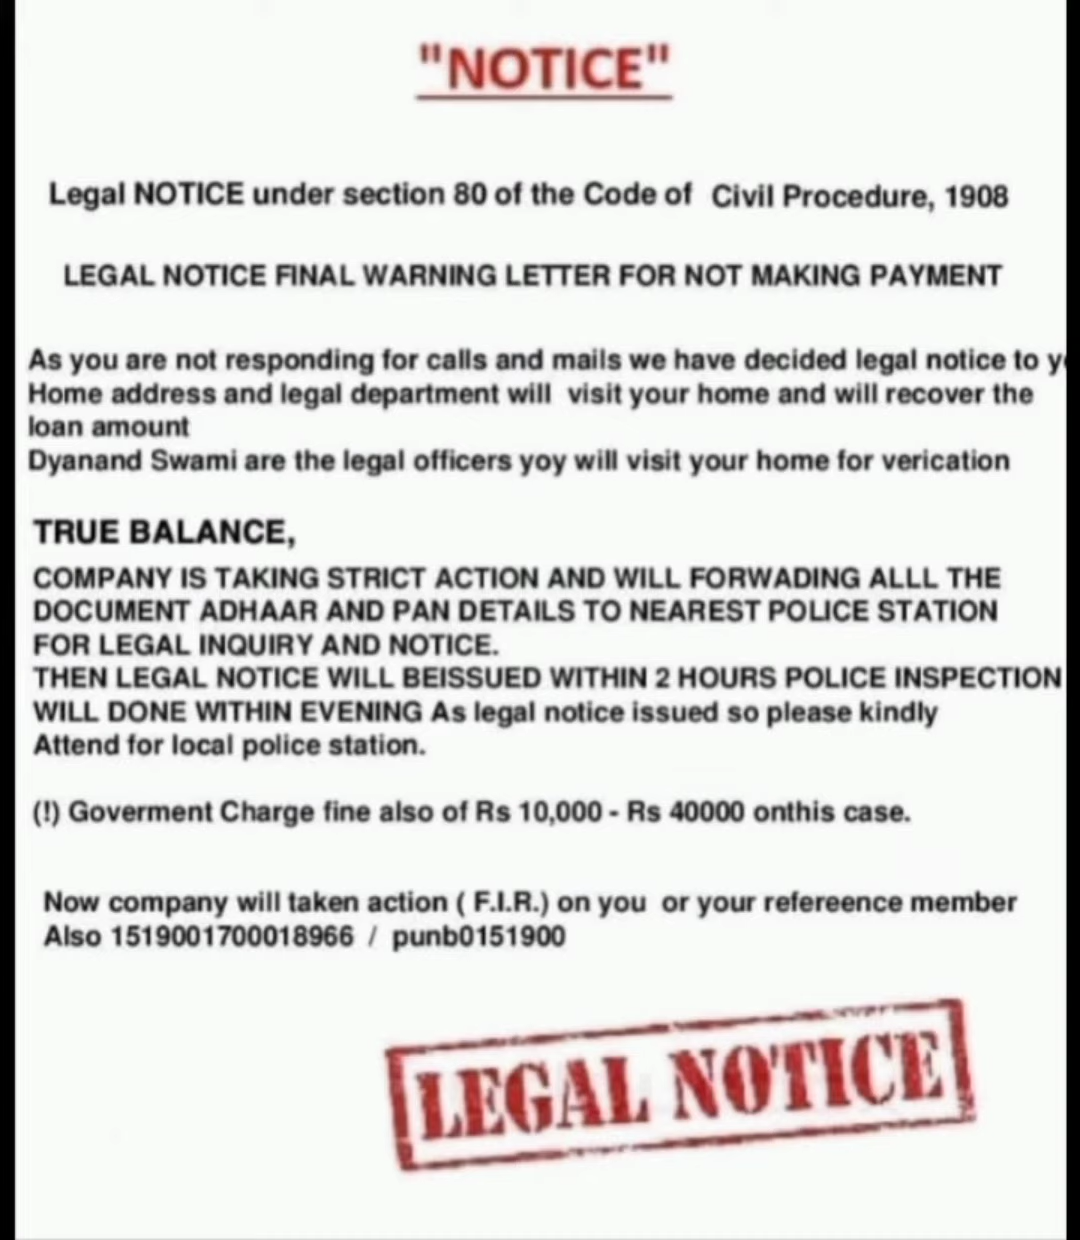 "NOTICE"
Legal NOTICE under section 80 of the Code of Civil Procedure, 1908
LEGAL NOTICE FINAL WARNING LETTER FOR NOT MAKING PAYMENT
As you are not responding for calls and mails we have decided legal notice to
Home address and legal department will visit your home and will recover the
loan amount
Dyanand Swami are the legal officers yoy will visit your home for verication
TRUE BALANCE,
COMPANY IS TAKING STRICT ACTION AND WILL FORWADING ALLL THE
DOCUMENT ADHAAR AND PAN DETAILS TO NEAREST POLICE STATION
FOR LEGAL INQUIRY AND NOTICE.
THEN LEGAL NOTICE WILL BEISSUED WITHIN 2 HOURS POLICE INSPECTION
WILL DONE WITHIN EVENING As legal notice issued so please kindly
Attend for local police station.
(!) Goverment Charge fine also of Rs 10,000 - Rs 40000 onthis case.
Now company will taken action ( F.I.R.) on you or your refereence member
Also 1519001700018966 / punb0151900
LEGAL NOTICE